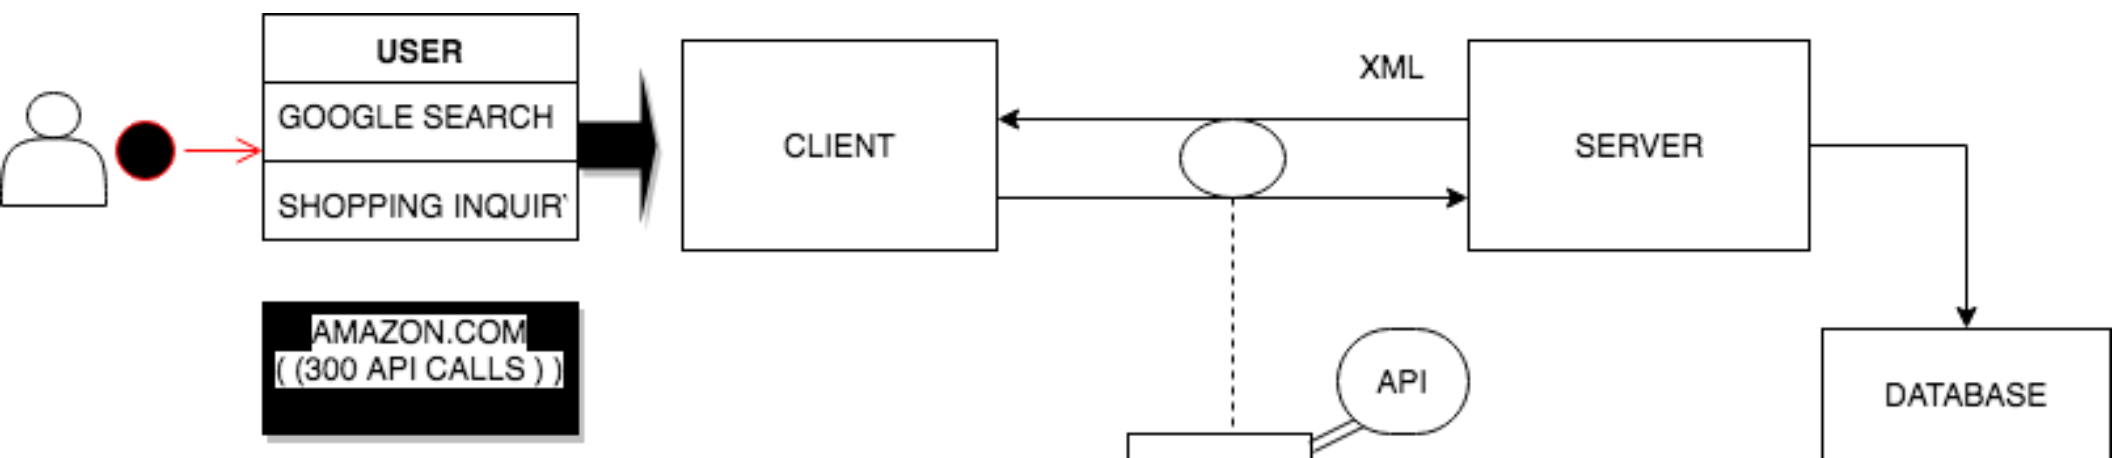 USER
GOOGLE SEARCH
SHOPPING INQUIR
AMAZON.COM
( (300 API CALLS ) )
CLIENT
XML
SERVER
API
DATABASE